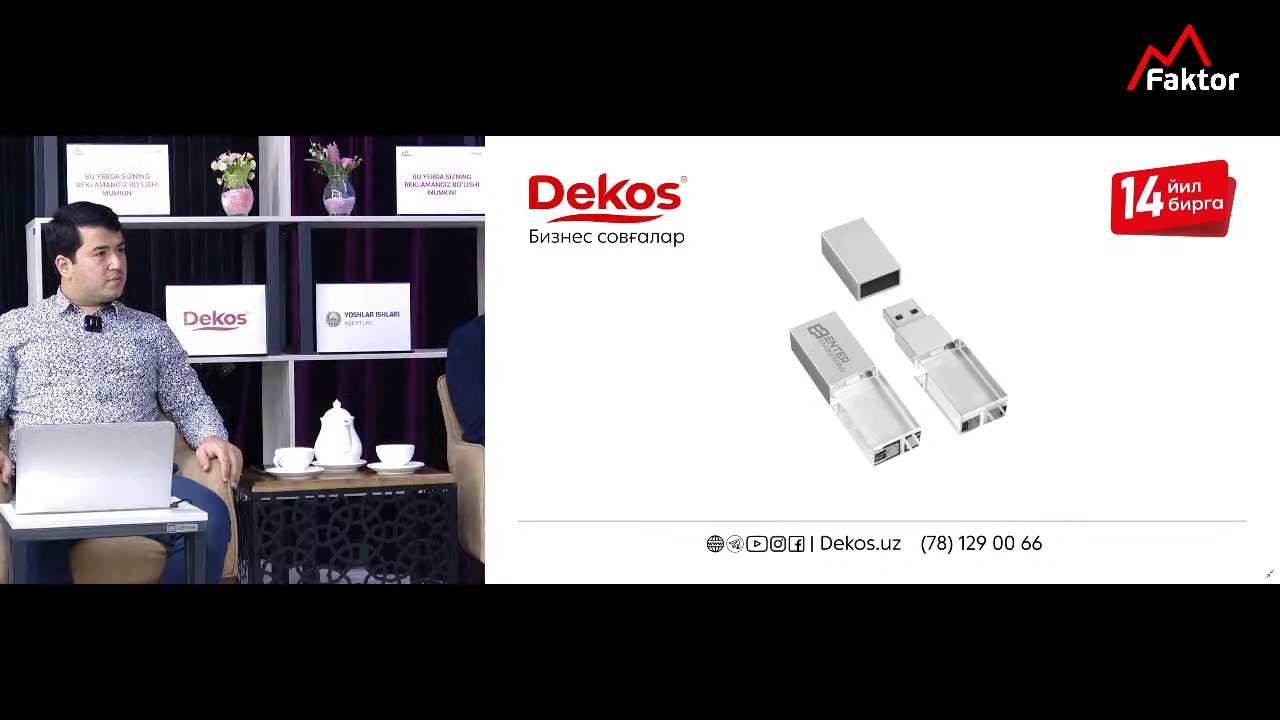 Faktor
BU YERDA SIZNING
REKLAMANGIZ BO'LISHI
MUMKIN!
BU YERDA SIZNING
REKLAMANGIZ BO'LISHI
MUMKIN!
Dekos
YOSHLAR ISHLARI
AGENTLIGI
Dekos®
Бизнес совғалар
14 йил
бирга
ENTER
ENGINEERING
| Dekos.uz (78) 129 00 66